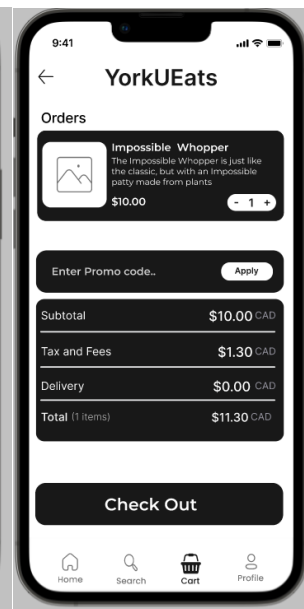 9:41
YorkUEats
Orders
Impossible Whopper
The Impossible Whopper is just like
the classic, but with an Impossible
patty made from plants
$10.00
- 1 +
Enter Promo code..
Apply
Subtotal $10.00 CAD
Tax and Fees $1.30 CAD
Delivery $0.00 CAD
Total (1 items) $11.30 CAD
Check Out
Home Search Cart Profile